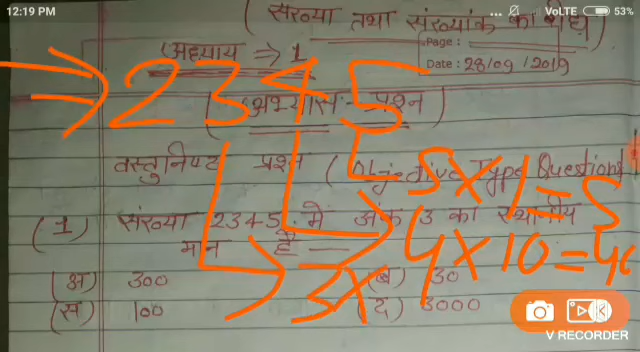 12:19 PM VoLTE 53%
( संख्या तथा संख्यांक का बोध )
अध्याय ⇒ 1
Page :
Date : 28/09/2019
⇒ 2345
( अभ्यास - प्रश्न )
वस्तुनिष्ट प्रश्न ( Objective Type Questions
5 × 1 = 5
(1) संख्या 2345 में अंक 3 का स्थानीय
मान है —
4 × 10 = 40
3 ×
(अ) 300 (ब) 30
(स) 100 (द) 3000
V RECORDER